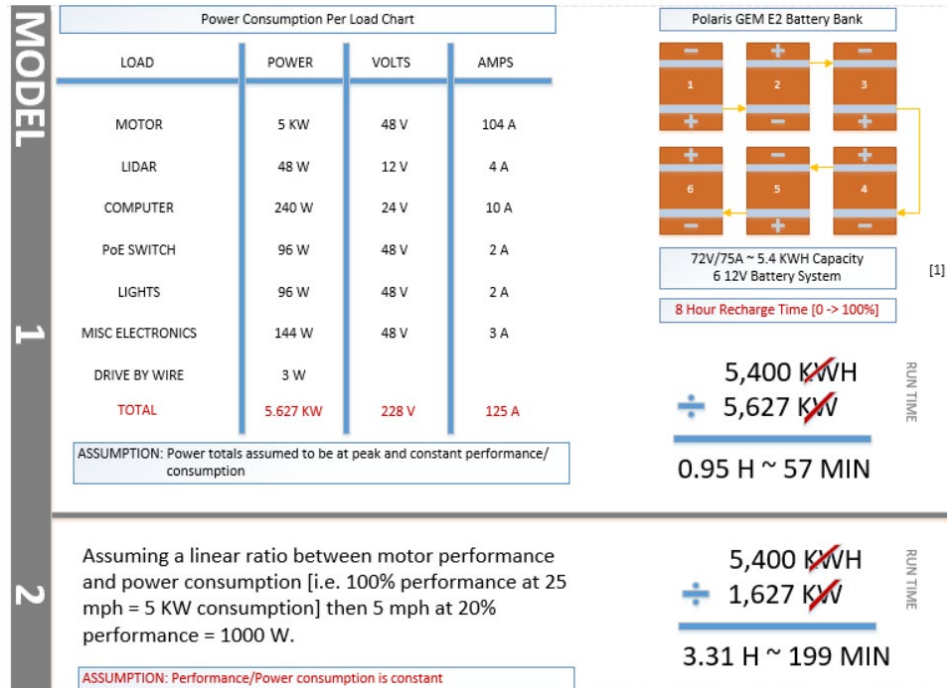 MODEL
1
Power Consumption Per Load Chart
LOAD POWER VOLTS AMPS
MOTOR 5 KW 48 V 104 A
LIDAR 48 W 12 V 4 A
COMPUTER 240 W 24 V 10 A
PoE SWITCH 96 W 48 V 2 A
LIGHTS 96 W 48 V 2 A
MISC ELECTRONICS 144 W 48 V 3 A
DRIVE BY WIRE 3 W
TOTAL 5.627 KW 228 V 125 A
ASSUMPTION: Power totals assumed to be at peak and constant performance/
consumption
Polaris GEM E2 Battery Bank
− + −
1 2 3
+ − +
+ − +
6 5 4
− + −
72V/75A ~ 5.4 KWH Capacity
6 12V Battery System
[1]
8 Hour Recharge Time [0 -> 100%]
5,400 KWH
÷ 5,627 KW
0.95 H ~ 57 MIN
RUN TIME
2
Assuming a linear ratio between motor performance
and power consumption [i.e. 100% performance at 25
mph = 5 KW consumption] then 5 mph at 20%
performance = 1000 W.
ASSUMPTION: Performance/Power consumption is constant
5,400 KWH
÷ 1,627 KW
3.31 H ~ 199 MIN
RUN TIME